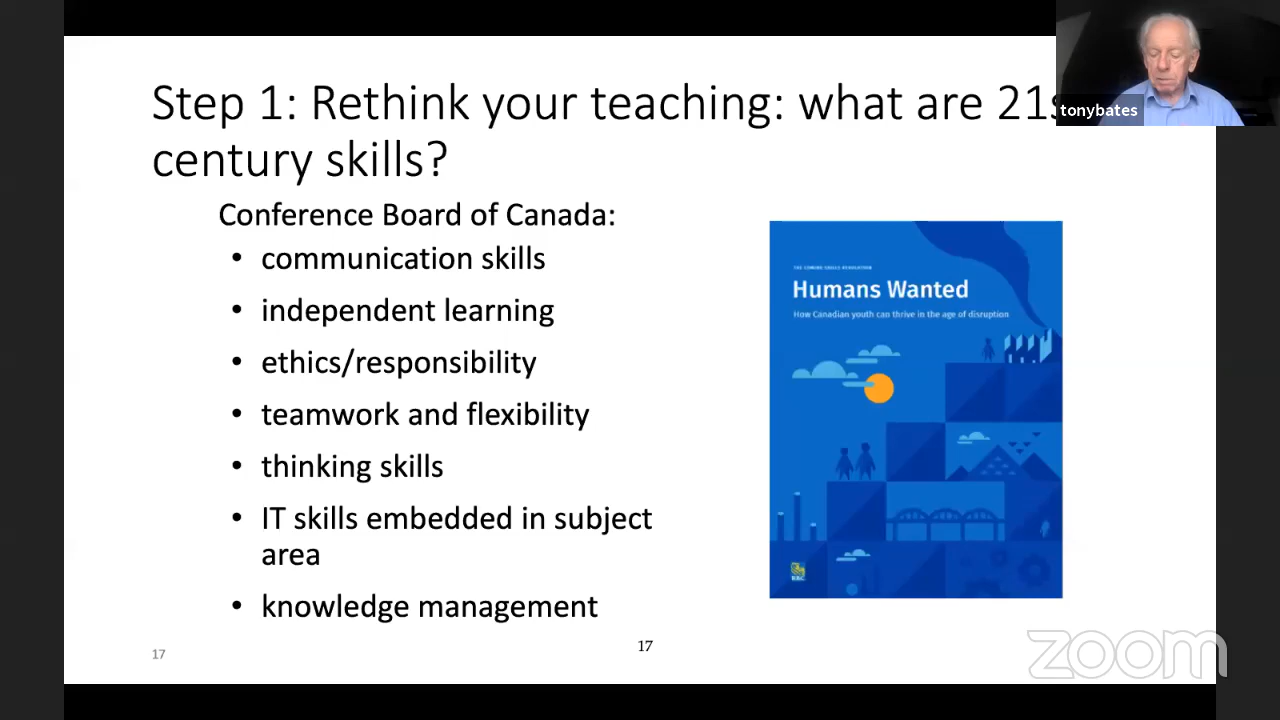 Step 1: Rethink your teaching: what are 21s
century skills?
tonybates
Conference Board of Canada:
• communication skills
• independent learning
• ethics/responsibility
• teamwork and flexibility
• thinking skills
• IT skills embedded in subject
area
• knowledge management
THE COMING SKILLS REVOLUTION
Humans Wanted
How Canadian youth can thrive in the age of disruption
RBC
17
17
zoom